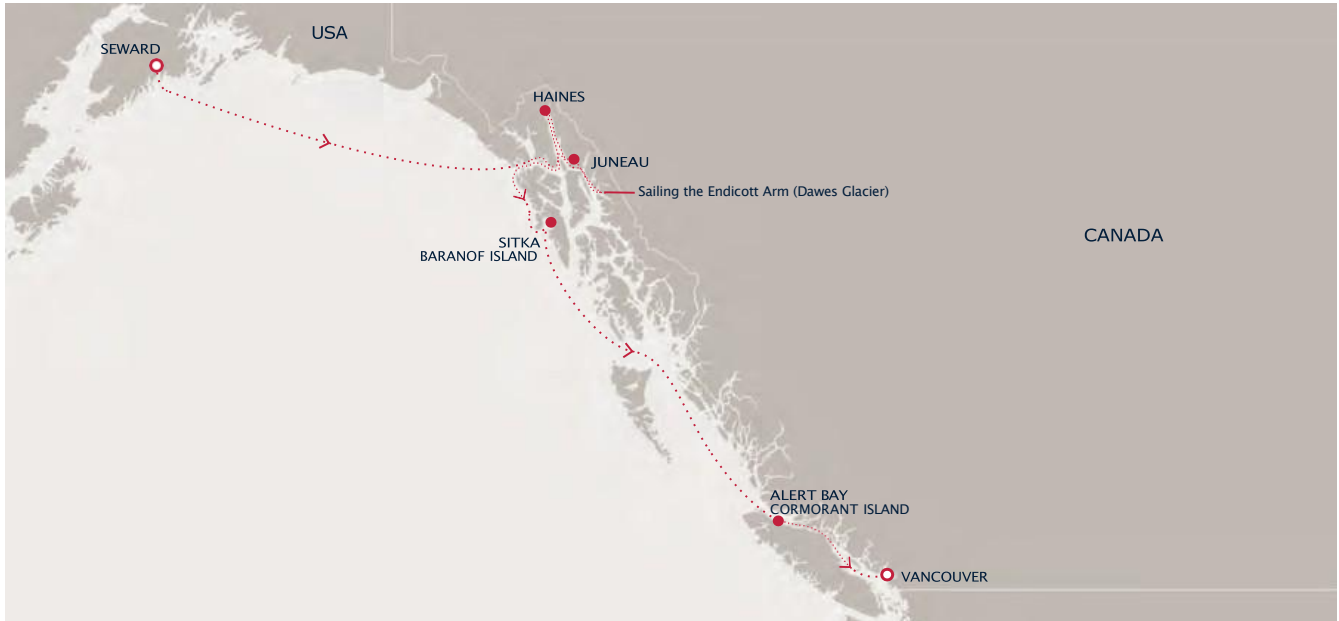 USA
SEWARD
HAINES
JUNEAU
Sailing the Endicott Arm (Dawes Glacier)
CANADA
SITKA
BARANOF ISLAND
ALERT BAY
CORMORANT ISLAND
VANCOUVER